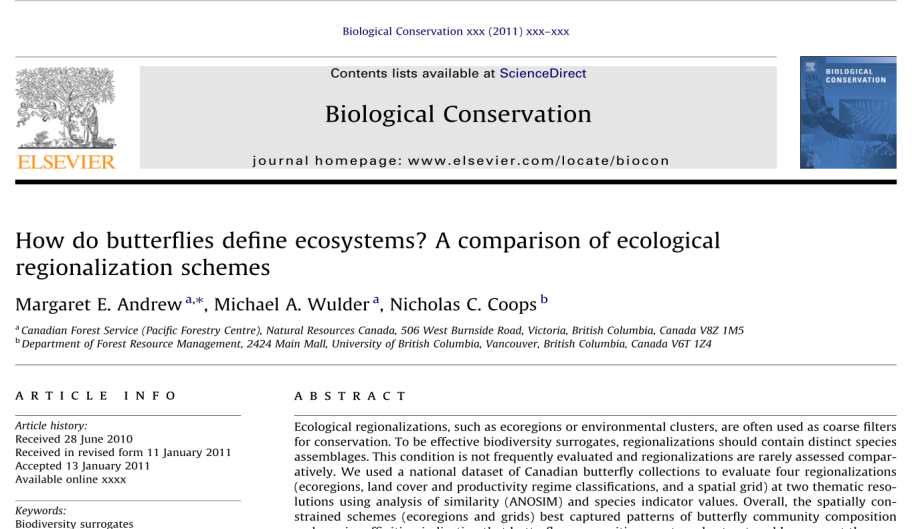 Biological Conservation xxx (2011) xxx–xxx
Contents lists available at ScienceDirect
Biological Conservation
journal homepage: www.elsevier.com/locate/biocon
ELSEVIER
BIOLOGICAL
CONSERVATION
How do butterflies define ecosystems? A comparison of ecological
regionalization schemes
Margaret E. Andrew a,*, Michael A. Wulder a, Nicholas C. Coops b
a Canadian Forest Service (Pacific Forestry Centre), Natural Resources Canada, 506 West Burnside Road, Victoria, British Columbia, Canada V8Z 1M5
b Department of Forest Resource Management, 2424 Main Mall, University of British Columbia, Vancouver, British Columbia, Canada V6T 1Z4
ARTICLE INFO
Article history:
Received 28 June 2010
Received in revised form 11 January 2011
Accepted 13 January 2011
Available online xxxx
Keywords:
Biodiversity surrogates
ABSTRACT
Ecological regionalizations, such as ecoregions or environmental clusters, are often used as coarse filters
for conservation. To be effective biodiversity surrogates, regionalizations should contain distinct species
assemblages. This condition is not frequently evaluated and regionalizations are rarely assessed compar-
atively. We used a national dataset of Canadian butterfly collections to evaluate four regionalizations
(ecoregions, land cover and productivity regime classifications, and a spatial grid) at two thematic reso-
lutions using analysis of similarity (ANOSIM) and species indicator values. Overall, the spatially con-
strained schemes (ecoregions and grids) best captured patterns of butterfly community composition